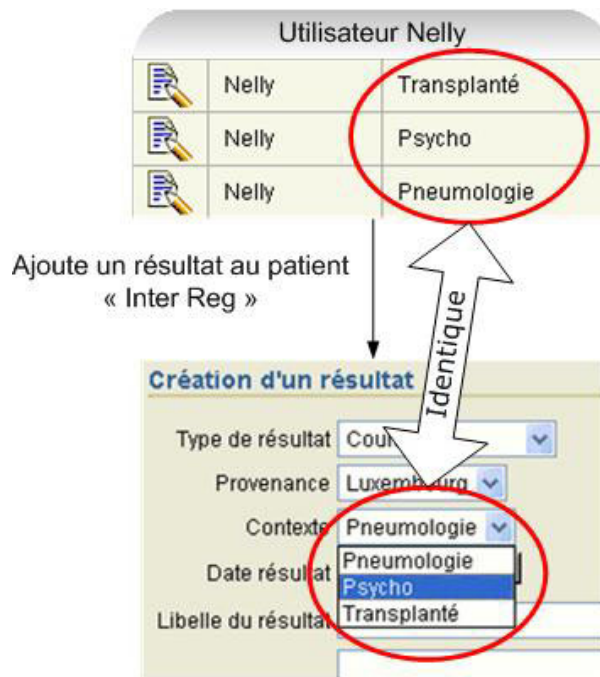 Utilisateur Nelly
Nelly Transplanté
Nelly Psycho
Nelly Pneumologie
Ajoute un résultat au patient
« Inter Reg »
Identique
Création d'un résultat
Type de résultat
Provenance Luxembourg
Contexte Pneumologie
Date résultat Pneumologie
Psycho
Libelle du résultat Transplanté